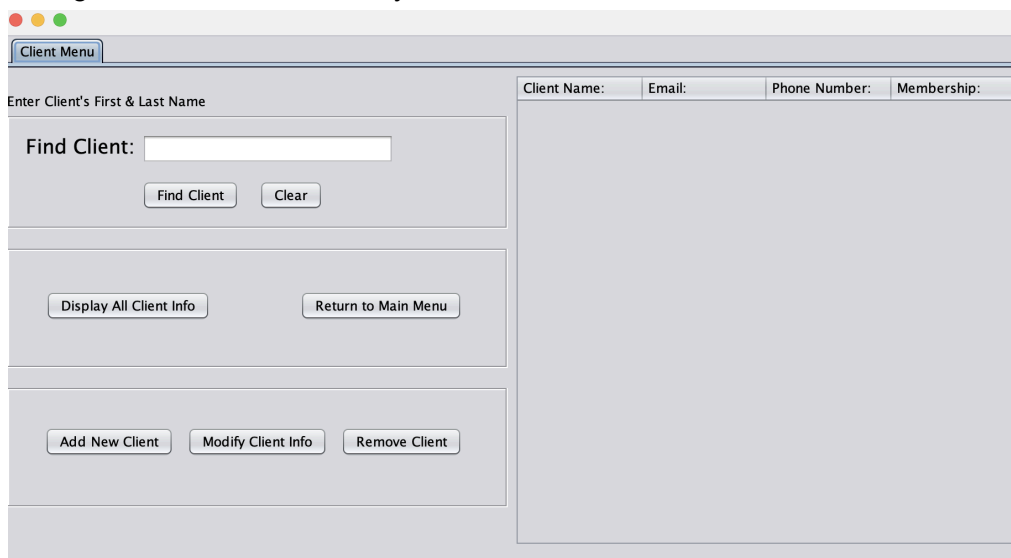 Client Menu
Enter Client's First & Last Name
Find Client:
Find Client Clear
Display All Client Info Return to Main Menu
Add New Client Modify Client Info Remove Client
Client Name: Email: Phone Number: Membership: